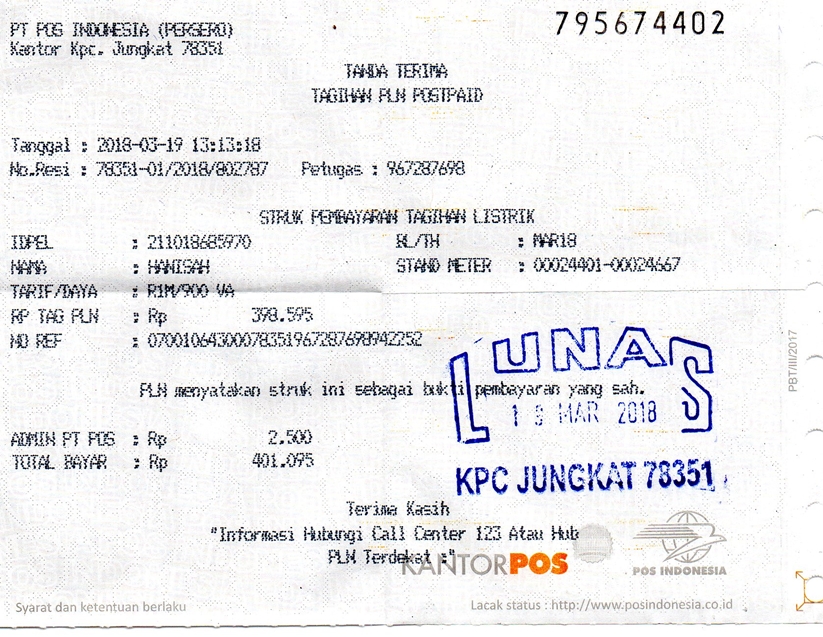 795674402
PT POS INDONESIA (PERSERO)
Kantor Kpc. Jungkat 78351
TANDA TERIMA
TAGIHAN PLN POSTPAID
Tanggal : 2018-03-19 13:13:18
No.Resi : 78351-01/2018/802787 Petugas : 967287698
STRUK PEMBAYARAN TAGIHAN LISTRIK
IDPEL : 211018685970 BL/TH : MAR18
NAMA : HANISAH STAND METER : 00024401-00024667
TARIF/DAYA : R1M/900 VA
RP TAG PLN : Rp 398.595
NO REF : 0700106430007835196728769894225​2
LUNAS
PLN menyatakan struk ini sebagai bukti pembayaran yang sah.
19 MAR 2018
ADMIN PT POS : Rp 2.500
TOTAL BAYAR : Rp 401.095
KPC JUNGKAT 78351
Terima Kasih
"Informasi Hubungi Call Center 123 Atau Hub
PLN Terdekat :"
KANTORPOS
POS INDONESIA
Syarat dan ketentuan berlaku
Lacak status : http://www.posindonesia.co.id
PBT/III/2017